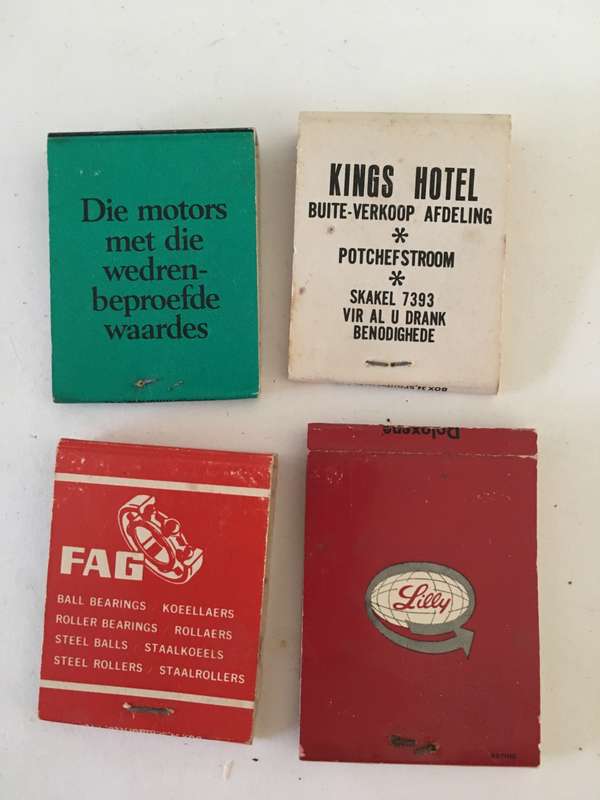 Die motors
met die
wedren-
beproefde
waardes
KINGS HOTEL
BUITE-VERKOOP AFDELING
*
POTCHEFSTROOM
*
SKAKEL 7393
VIR AL U DRANK
BENODIGHEDE
FAG
BALL BEARINGS / KOEELLAERS
ROLLER BEARINGS / ROLLAERS
STEEL BALLS / STAALKOEELS
STEEL ROLLERS / STAALROLLERS
Doloxene
Lilly